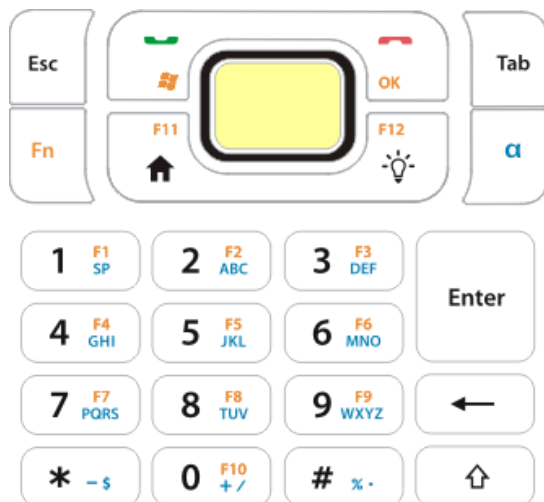 Esc
OK
Tab
Fn
F11
F12
α
1 F1 SP
2 F2 ABC
3 F3 DEF
Enter
4 F4 GHI
5 F5 JKL
6 F6 MNO
7 F7 PQRS
8 F8 TUV
9 F9 WXYZ
* - $
0 F10 + /
# % .